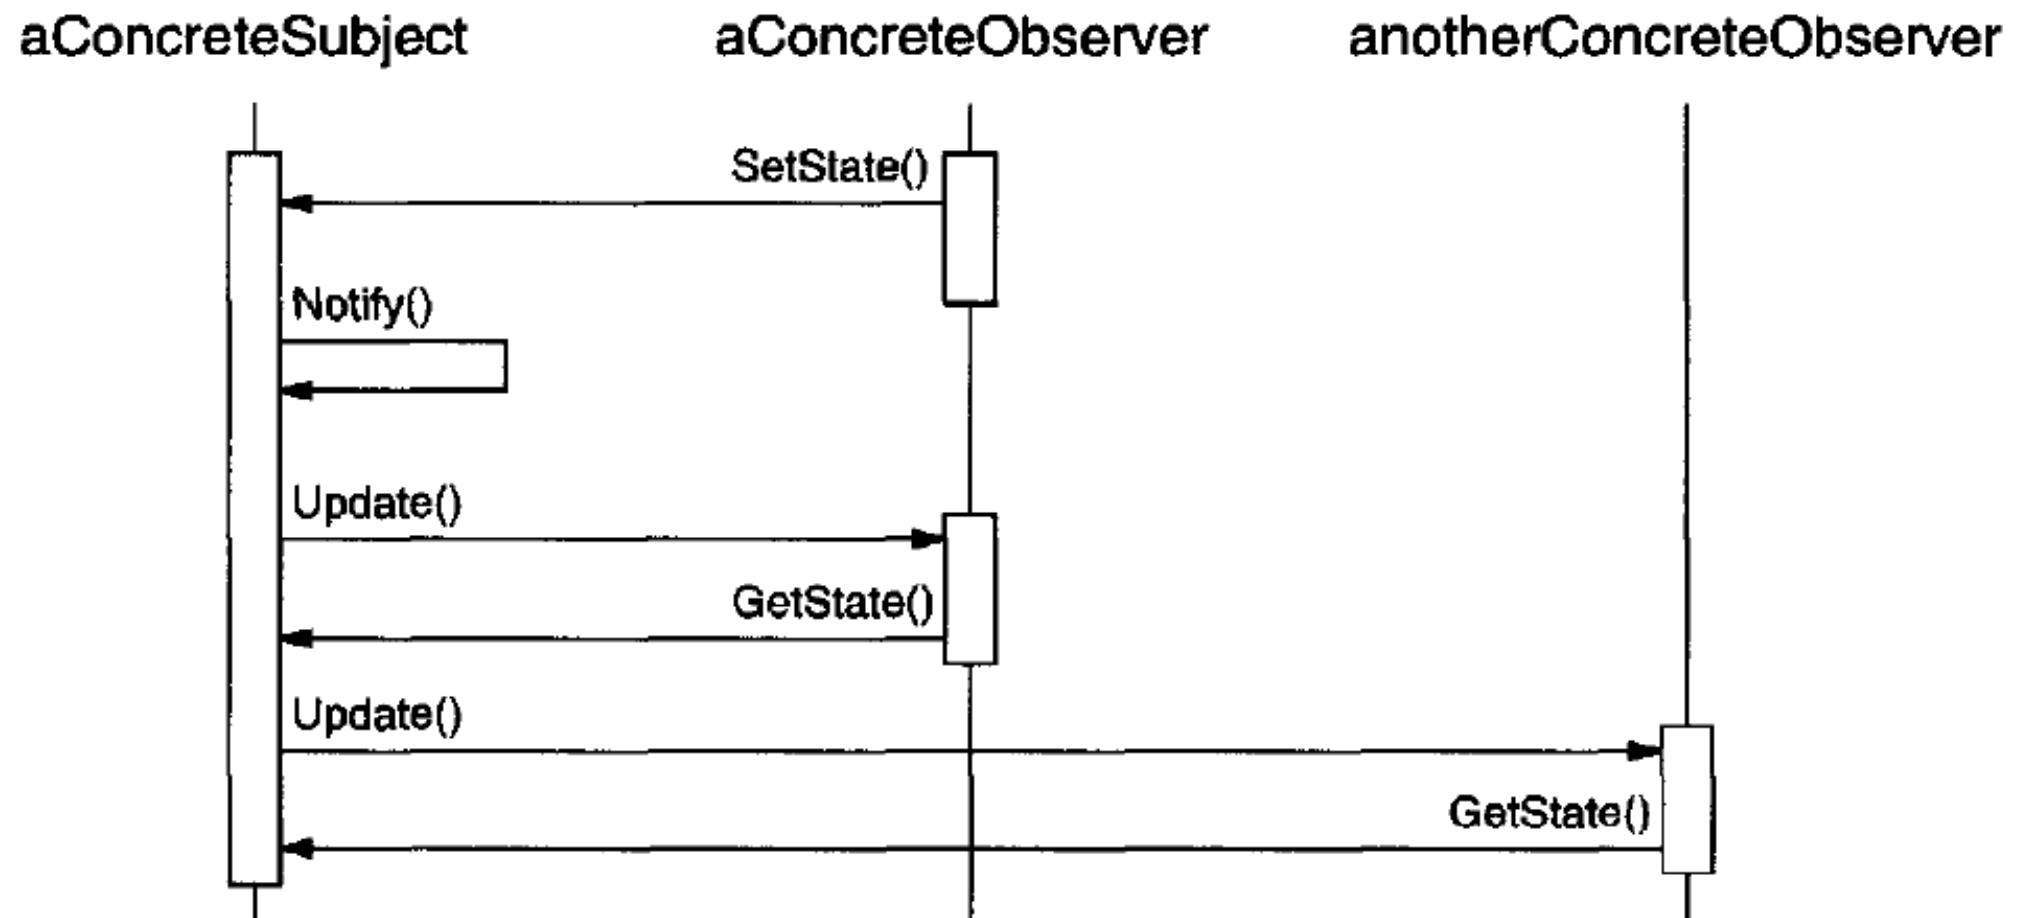 aConcreteSubject aConcreteObserver anotherConcreteObserver
SetState()
Notify()
Update()
GetState()
Update()
GetState()